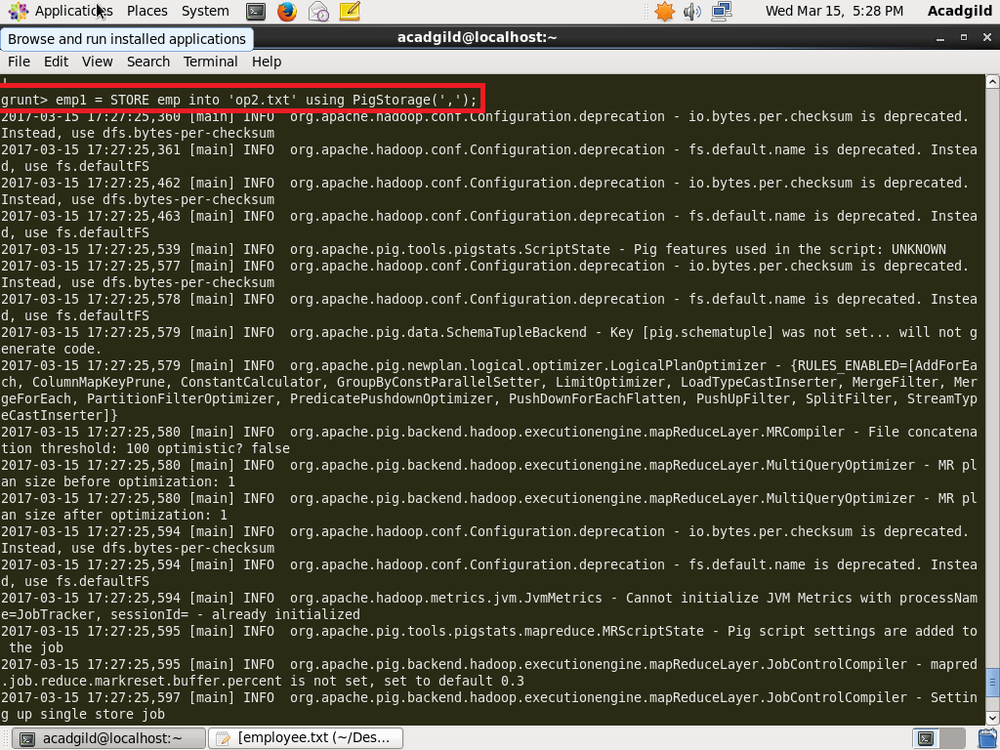 Applications Places System Wed Mar 15, 5:28 PM Acadgild
Browse and run installed applications
acadgild@localhost:~
File Edit View Search Terminal Help
grunt> emp1 = STORE emp into 'op2.txt' using PigStorage(',');
2017-03-15 17:27:25,360 [main] INFO  org.apache.hadoop.conf.Configuration.deprecation - io.bytes.per.checksum is deprecated.
Instead, use dfs.bytes-per-checksum
2017-03-15 17:27:25,361 [main] INFO  org.apache.hadoop.conf.Configuration.deprecation - fs.default.name is deprecated. Instea
d, use fs.defaultFS
2017-03-15 17:27:25,462 [main] INFO  org.apache.hadoop.conf.Configuration.deprecation - io.bytes.per.checksum is deprecated.
Instead, use dfs.bytes-per-checksum
2017-03-15 17:27:25,463 [main] INFO  org.apache.hadoop.conf.Configuration.deprecation - fs.default.name is deprecated. Instea
d, use fs.defaultFS
2017-03-15 17:27:25,539 [main] INFO  org.apache.pig.tools.pigstats.ScriptState - Pig features used in the script: UNKNOWN
2017-03-15 17:27:25,577 [main] INFO  org.apache.hadoop.conf.Configuration.deprecation - io.bytes.per.checksum is deprecated.
Instead, use dfs.bytes-per-checksum
2017-03-15 17:27:25,578 [main] INFO  org.apache.hadoop.conf.Configuration.deprecation - fs.default.name is deprecated. Instea
d, use fs.defaultFS
2017-03-15 17:27:25,579 [main] INFO  org.apache.pig.data.SchemaTupleBackend - Key [pig.schematuple] was not set... will not g
enerate code.
2017-03-15 17:27:25,579 [main] INFO  org.apache.pig.newplan.logical.optimizer.LogicalPlanOptimizer - {RULES_ENABLED=[AddForEa
ch, ColumnMapKeyPrune, ConstantCalculator, GroupByConstParallelSetter, LimitOptimizer, LoadTypeCastInserter, MergeFilter, Mer
geForEach, PartitionFilterOptimizer, PredicatePushdownOptimizer, PushDownForEachFlatten, PushUpFilter, SplitFilter, StreamTyp
eCastInserter]}
2017-03-15 17:27:25,580 [main] INFO  org.apache.pig.backend.hadoop.executionengine.mapReduceLayer.MRCompiler - File concatena
tion threshold: 100 optimistic? false
2017-03-15 17:27:25,580 [main] INFO  org.apache.pig.backend.hadoop.executionengine.mapReduceLayer.MultiQueryOptimizer - MR pl
an size before optimization: 1
2017-03-15 17:27:25,580 [main] INFO  org.apache.pig.backend.hadoop.executionengine.mapReduceLayer.MultiQueryOptimizer - MR pl
an size after optimization: 1
2017-03-15 17:27:25,594 [main] INFO  org.apache.hadoop.conf.Configuration.deprecation - io.bytes.per.checksum is deprecated.
Instead, use dfs.bytes-per-checksum
2017-03-15 17:27:25,594 [main] INFO  org.apache.hadoop.conf.Configuration.deprecation - fs.default.name is deprecated. Instea
d, use fs.defaultFS
2017-03-15 17:27:25,594 [main] INFO  org.apache.hadoop.metrics.jvm.JvmMetrics - Cannot initialize JVM Metrics with processNam
e=JobTracker, sessionId= - already initialized
2017-03-15 17:27:25,595 [main] INFO  org.apache.pig.tools.pigstats.mapreduce.MRScriptState - Pig script settings are added to
 the job
2017-03-15 17:27:25,595 [main] INFO  org.apache.pig.backend.hadoop.executionengine.mapReduceLayer.JobControlCompiler - mapred
.job.reduce.markreset.buffer.percent is not set, set to default 0.3
2017-03-15 17:27:25,597 [main] INFO  org.apache.pig.backend.hadoop.executionengine.mapReduceLayer.JobControlCompiler - Settin
g up single store job
acadgild@localhost:~ [employee.txt (~/Des...